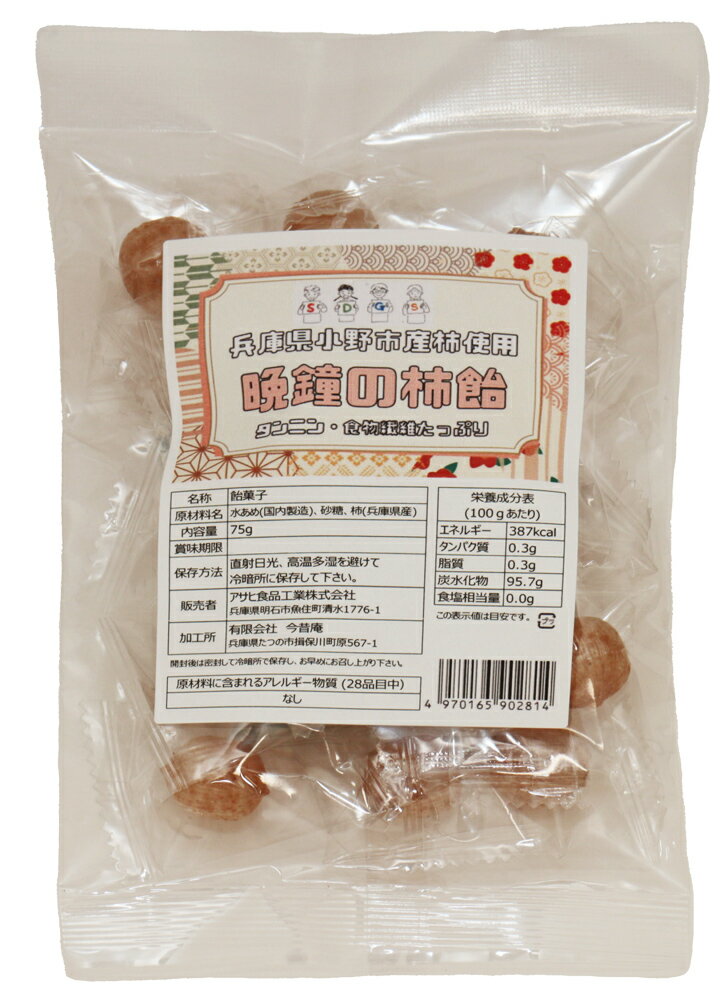 SDGs
兵庫県小野市産柿使用
晩鐘の柿飴
タンニン・食物繊維たっぷり
名称 飴菓子
原材料名 水あめ(国内製造)、砂糖、柿(兵庫県産)
内容量 75g
賞味期限
保存方法 直射日光、高温多湿を避けて
冷暗所に保存して下さい。
販売者 アサヒ食品工業株式会社
兵庫県明石市魚住町清水1776-1
加工所 有限会社 今昔庵
兵庫県たつの市揖保川町原567-1
開封後は密封して冷暗所で保存し、お早めにお召し上がり下さい。
原材料に含まれるアレルギー物質 (28品目中)
なし
栄養成分表
(100gあたり)
エネルギー 387kcal
タンパク質 0.3g
脂質 0.3g
炭水化物 95.7g
食塩相当量 0.0g
この表示値は目安です。
プラ
4 970165 902814